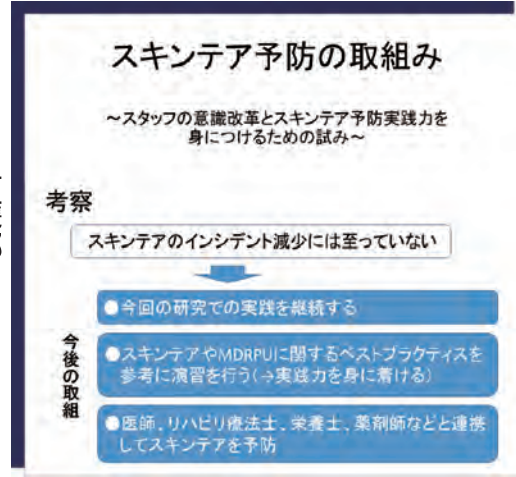 スキンテア予防の取組み
～スタッフの意識改革とスキンテア予防実践力を
身につけるための試み～
考察
スキンテアのインシデント減少には至っていない
今後の取組
●今回の研究での実践を継続する
●スキンテアやMDRPUに関するベストプラクティスを
参考に演習を行う（→実践力を身に着ける）
●医師、リハビリ療法士、栄養士、薬剤師などと連携
してスキンテアを予防